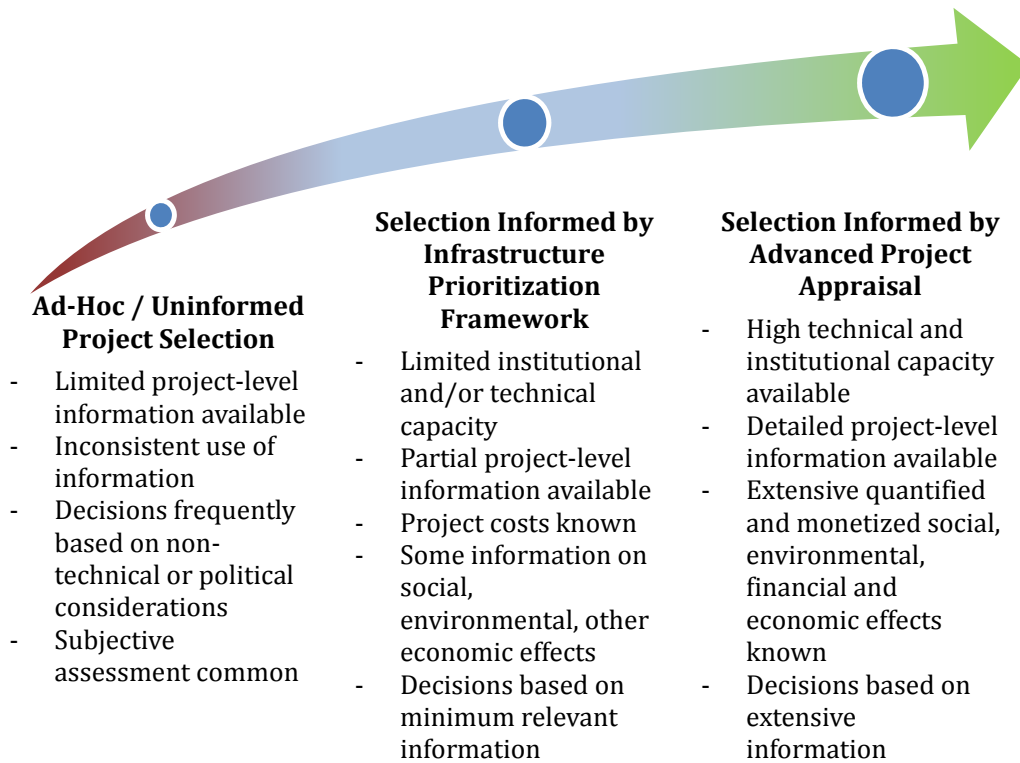 Ad-Hoc / Uninformed
Project Selection
- Limited project-level
information available
- Inconsistent use of
information
- Decisions frequently
based on non-
technical or political
considerations
- Subjective
assessment common
Selection Informed by
Infrastructure
Prioritization
Framework
- Limited institutional
and/or technical
capacity
- Partial project-level
information available
- Project costs known
- Some information on
social,
environmental, other
economic effects
- Decisions based on
minimum relevant
information
Selection Informed by
Advanced Project
Appraisal
- High technical and
institutional capacity
available
- Detailed project-level
information available
- Extensive quantified
and monetized social,
environmental,
financial and
economic effects
known
- Decisions based on
extensive
information